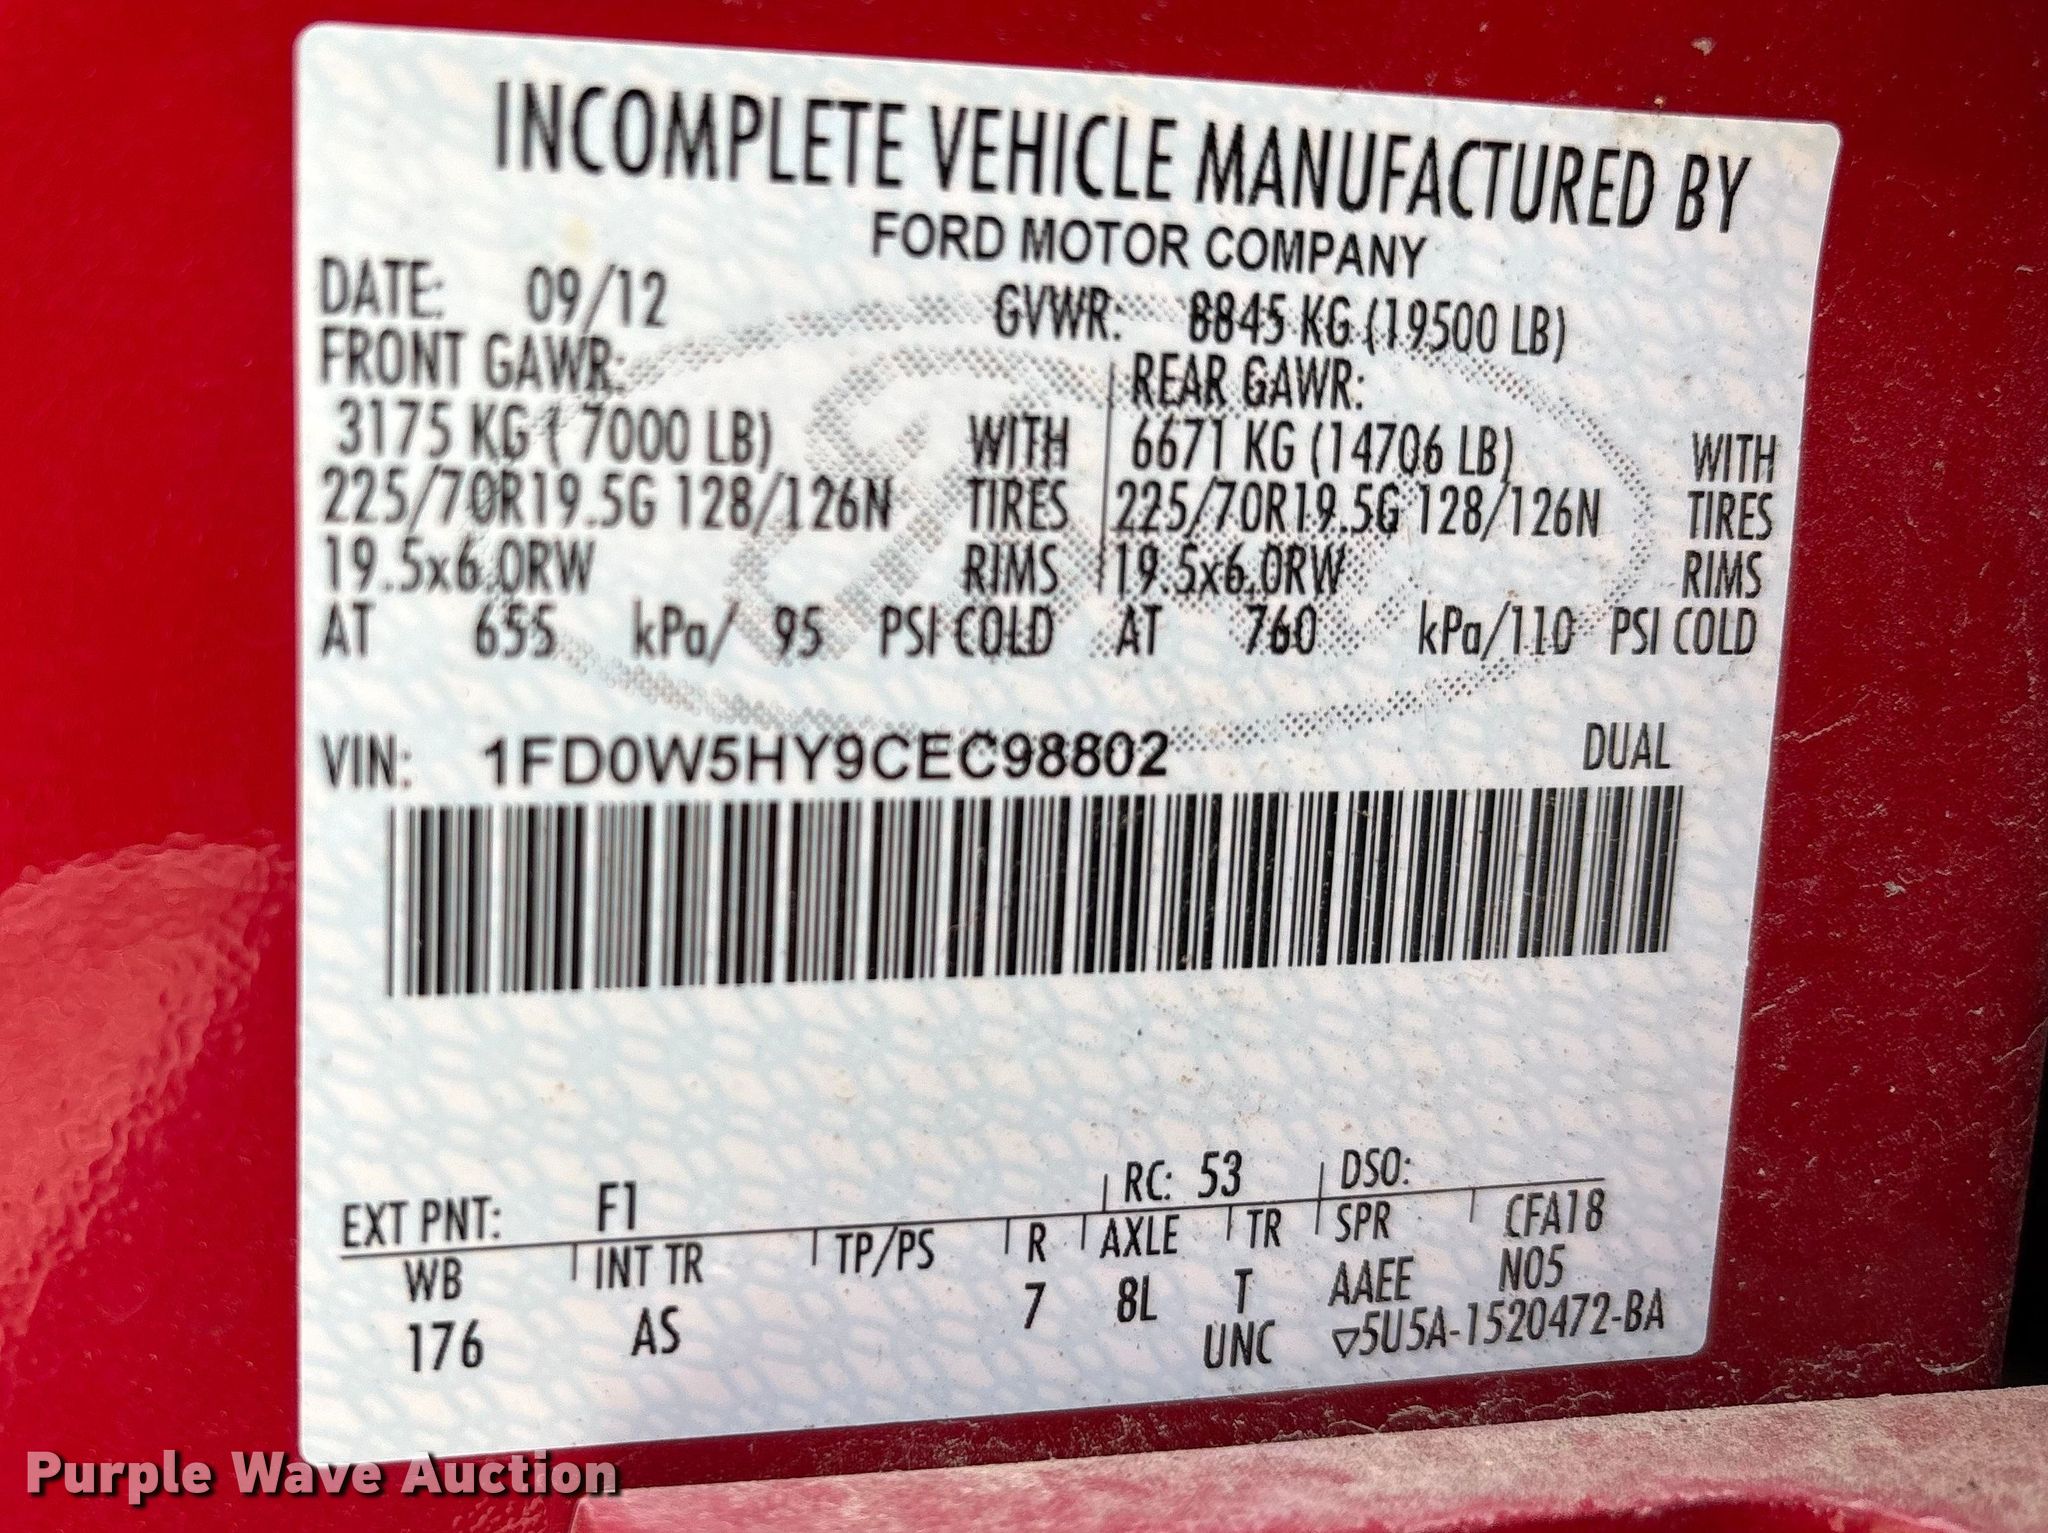 INCOMPLETE VEHICLE MANUFACTURED BY
FORD MOTOR COMPANY
DATE: 09/12 GVWR: 8845 KG (19500 LB)
FRONT GAWR: REAR GAWR:
3175 KG ( 7000 LB) WITH 6671 KG (14706 LB) WITH
225/70R19.5G 128/126N TIRES 225/70R19.5G 128/126N TIRES
19.5x6.0RW RIMS 19.5x6.0RW RIMS
AT 655 kPa/ 95 PSI COLD AT 760 kPa/110 PSI COLD
VIN: 1FD0W5HY9CEC98802 DUAL
EXT PNT: F1 RC: 53 DSO:
WB INT TR TP/PS R AXLE TR SPR CFA18
176 AS 7 8L T AAEE N05
UNC ▽5U5A-1520472-BA
Purple Wave Auction